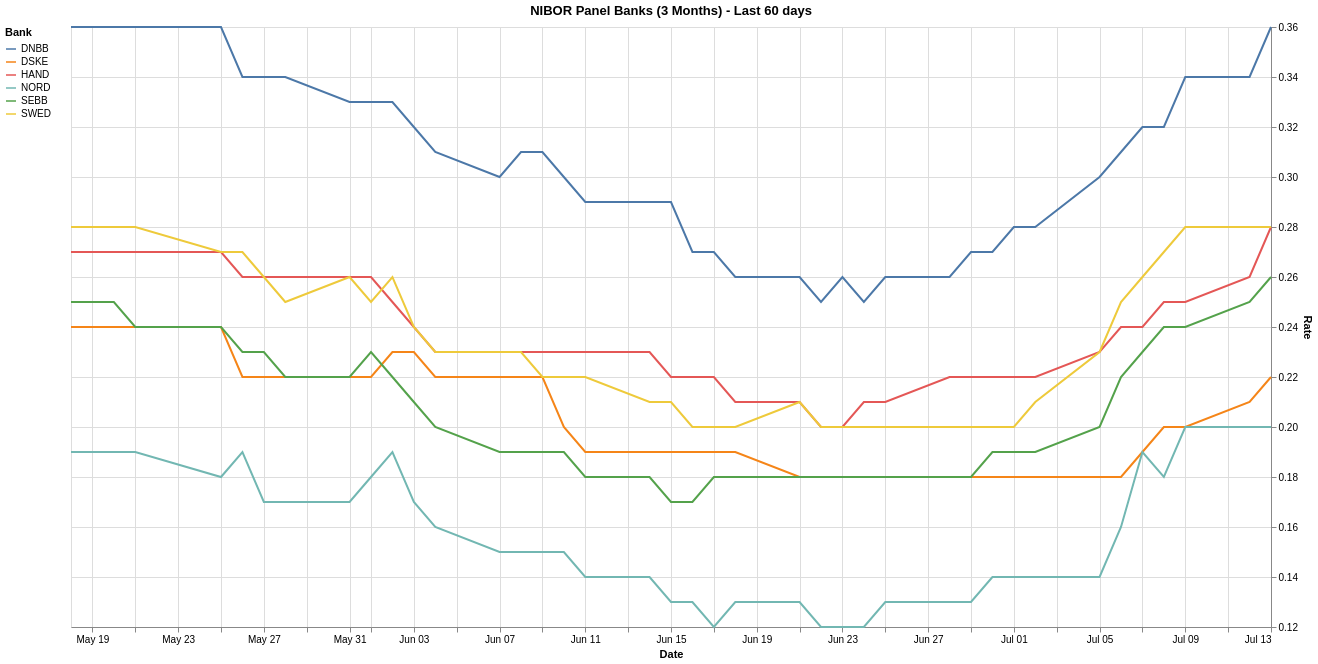 NIBOR Panel Banks (3 Months) - Last 60 days
Bank
DNBB
DSKE
HAND
NORD
SEBB
SWED
0.36
0.34
0.32
0.30
0.28
0.26
0.24
0.22
0.20
0.18
0.16
0.14
0.12
Rate
May 19 May 23 May 27 May 31 Jun 03 Jun 07 Jun 11 Jun 15 Jun 19 Jun 23 Jun 27 Jul 01 Jul 05 Jul 09 Jul 13
Date